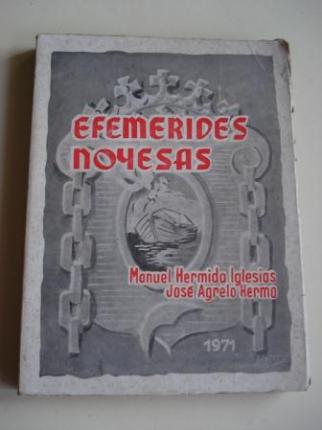 EFEMERIDES
NOYESAS
Manuel Hermida Iglesias
José Agrelo Hermo
1971